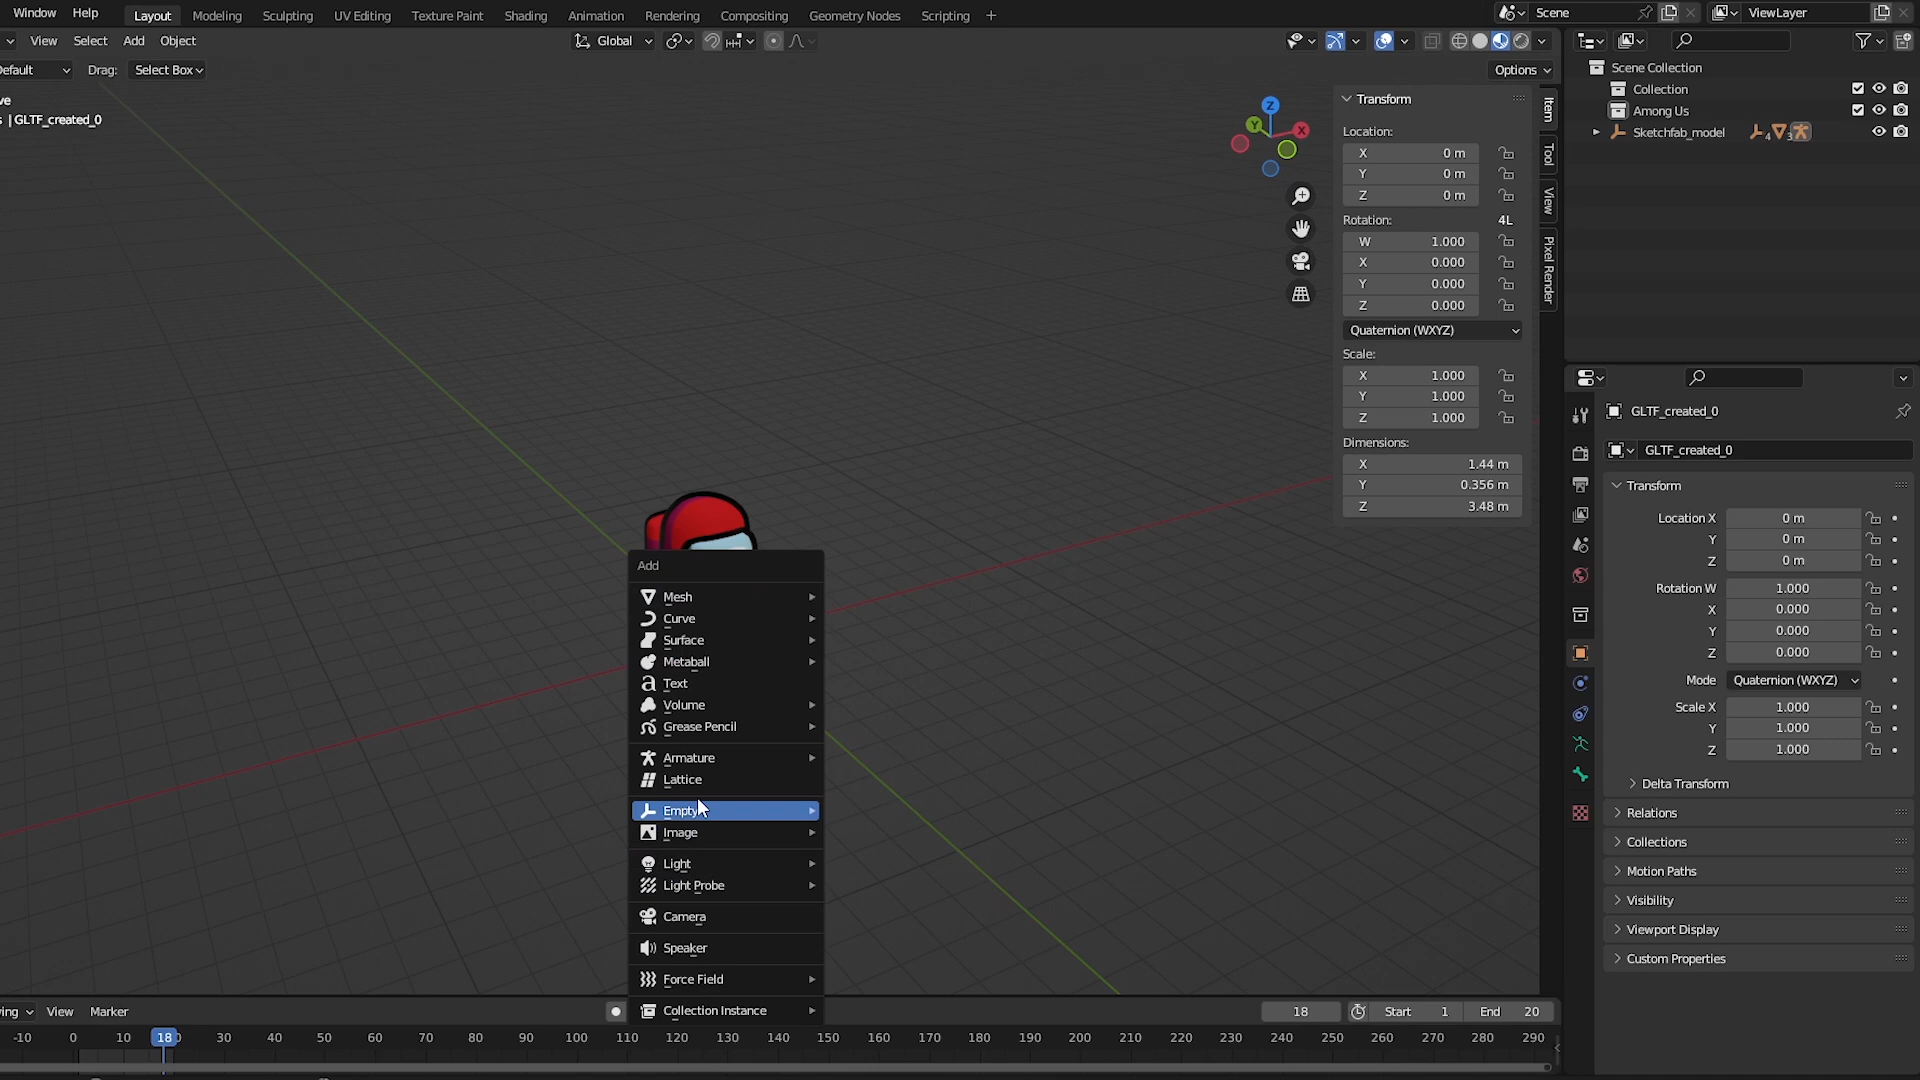 Window Help Layout Modeling Sculpting UV Editing Texture Paint Shading Animation Rendering Compositing Geometry Nodes Scripting + Scene ViewLayer
View Select Add Object Global
Default Drag: Select Box Options
ve
s | GLTF_created_0
Scene Collection
Collection
Among Us
Sketchfab_model 4 3
Z
Y
X
Item
Tool
View
Pixel Render
Transform
Location:
X 0 m
Y 0 m
Z 0 m
Rotation: 4L
W 1.000
X 0.000
Y 0.000
Z 0.000
Quaternion (WXYZ)
Scale:
X 1.000
Y 1.000
Z 1.000
Dimensions:
X 1.44 m
Y 0.356 m
Z 3.48 m
Add
Mesh
Curve
Surface
Metaball
Text
Volume
Grease Pencil
Armature
Lattice
Empty
Image
Light
Light Probe
Camera
Speaker
Force Field
Collection Instance
GLTF_created_0
GLTF_created_0
Transform
Location X 0 m
Y 0 m
Z 0 m
Rotation W 1.000
X 0.000
Y 0.000
Z 0.000
Mode Quaternion (WXYZ)
Scale X 1.000
Y 1.000
Z 1.000
Delta Transform
Relations
Collections
Motion Paths
Visibility
Viewport Display
Custom Properties
ying View Marker 18 Start 1 End 20
-10 0 10 18 30 40 50 60 70 80 90 100 110 120 130 140 150 160 170 180 190 200 210 220 230 240 250 260 270 280 290